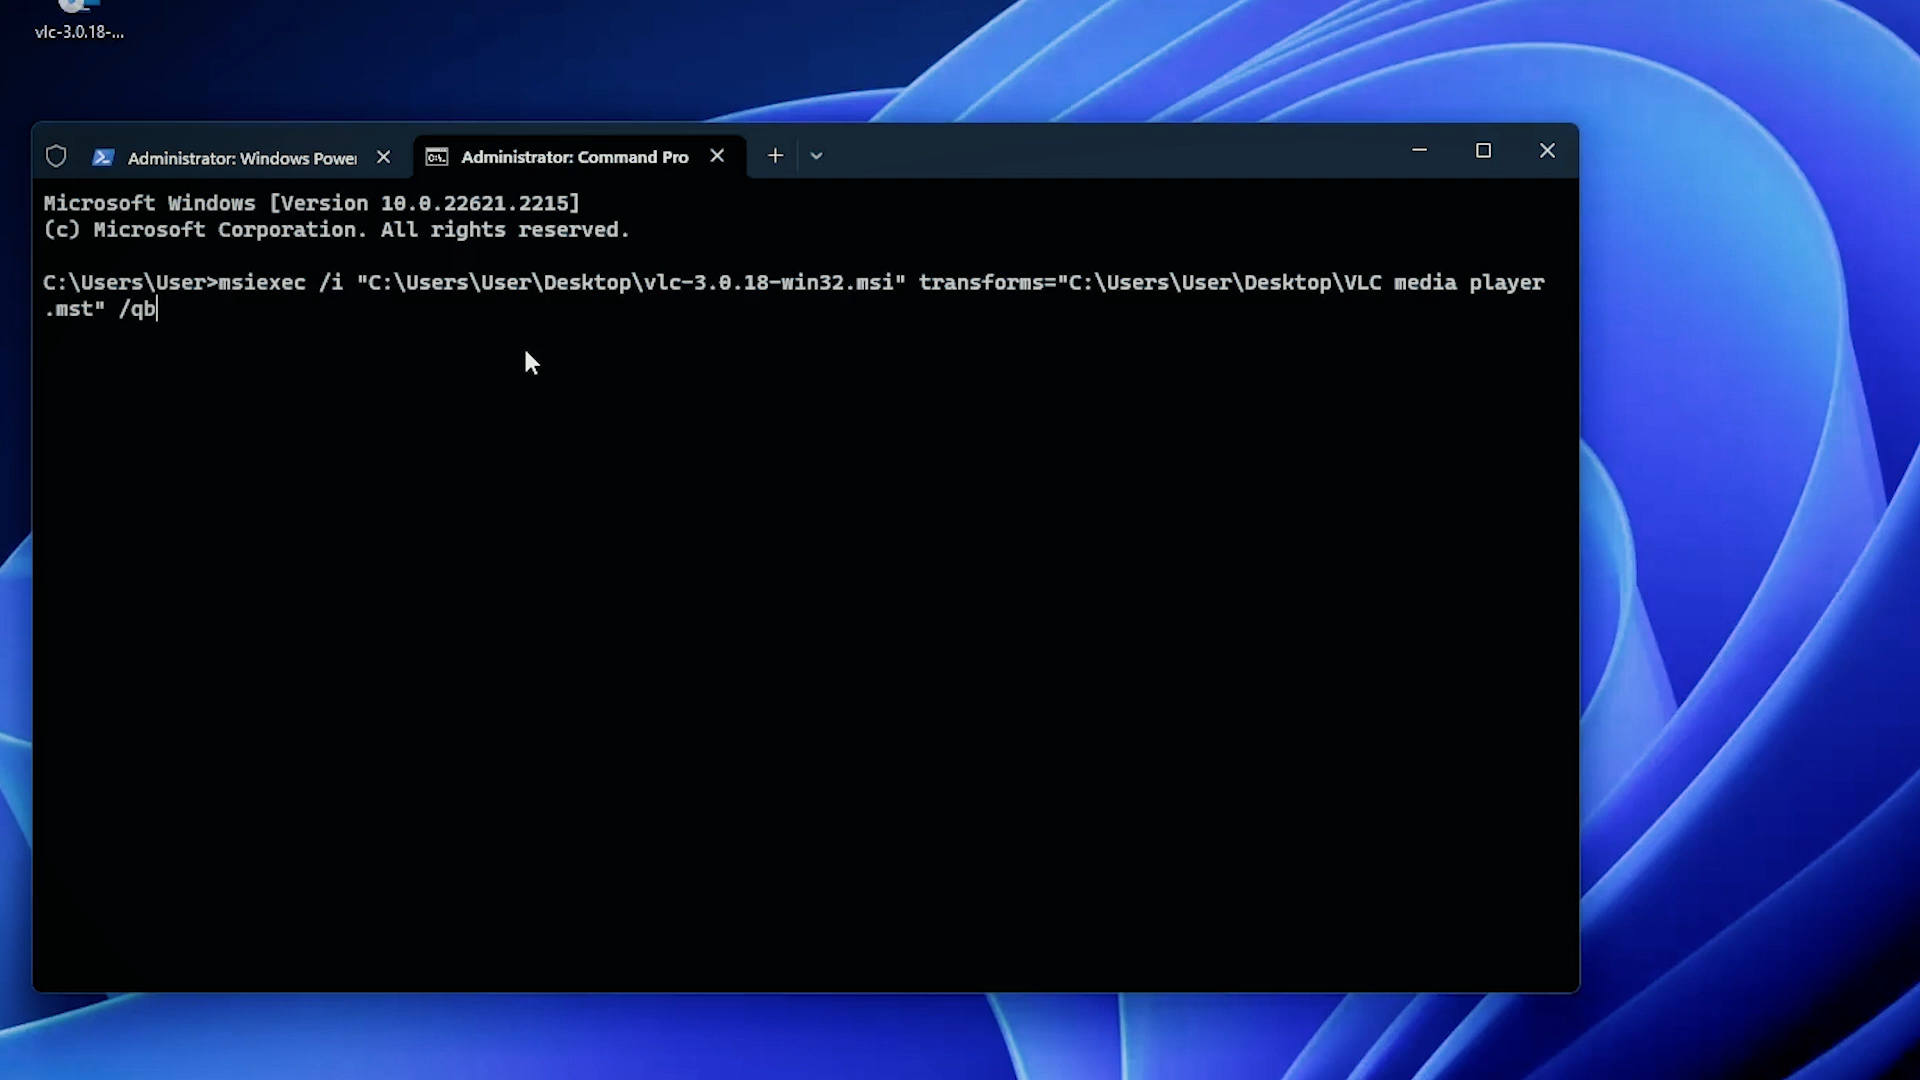 vlc-3.0.18-...
Administrator: Windows Power
Administrator: Command Pro
Microsoft Windows [Version 10.0.22621.2215]
(c) Microsoft Corporation. All rights reserved.
C:\Users\User>msiexec /i "C:\Users\User\Desktop\vlc-3.0.18-win32.msi" transforms="C:\Users\User\Desktop\VLC media player
.mst" /qb